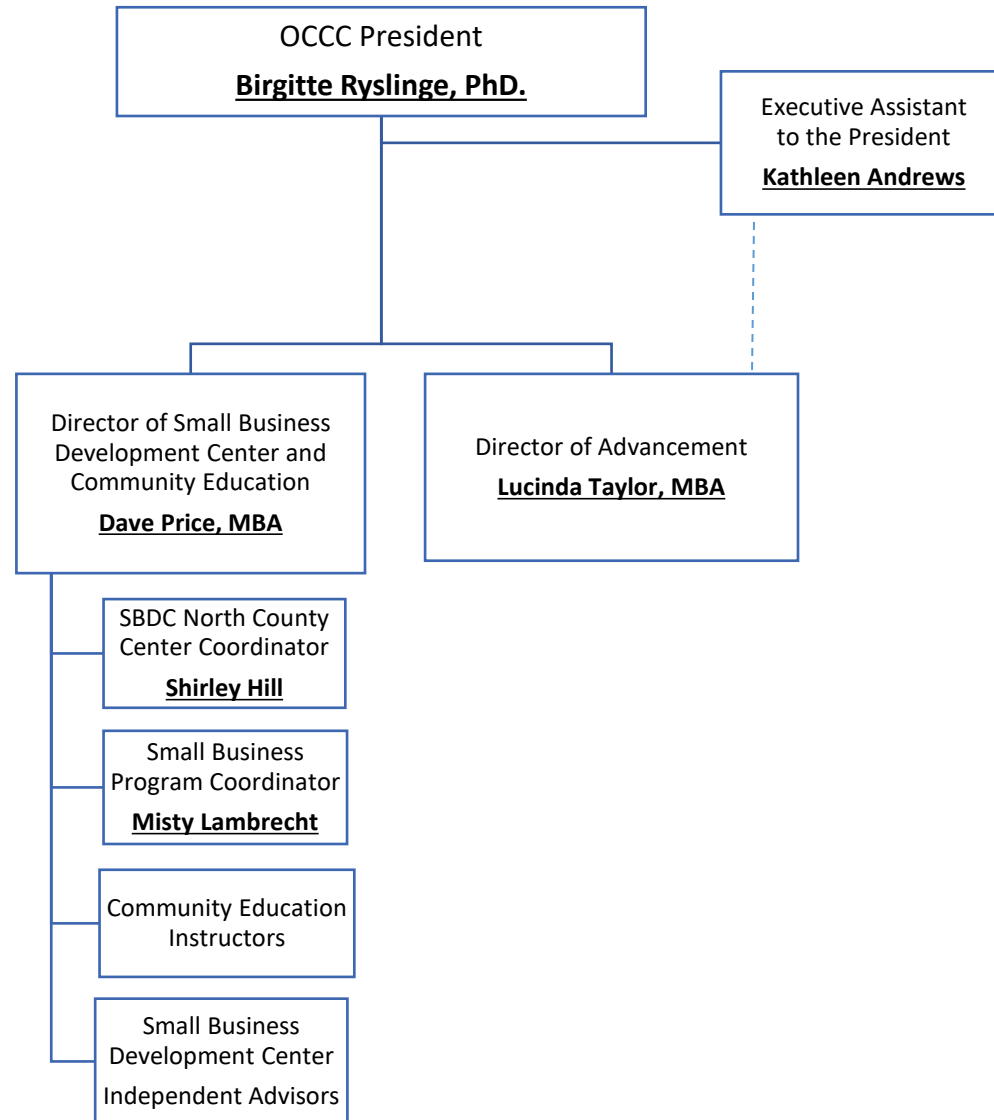 OCCC President
Birgitte Ryslinge, PhD.
Executive Assistant
to the President
Kathleen Andrews
Director of Small Business
Development Center and
Community Education
Dave Price, MBA
Director of Advancement
Lucinda Taylor, MBA
SBDC North County
Center Coordinator
Shirley Hill
Small Business
Program Coordinator
Misty Lambrecht
Community Education
Instructors
Small Business
Development Center
Independent Advisors